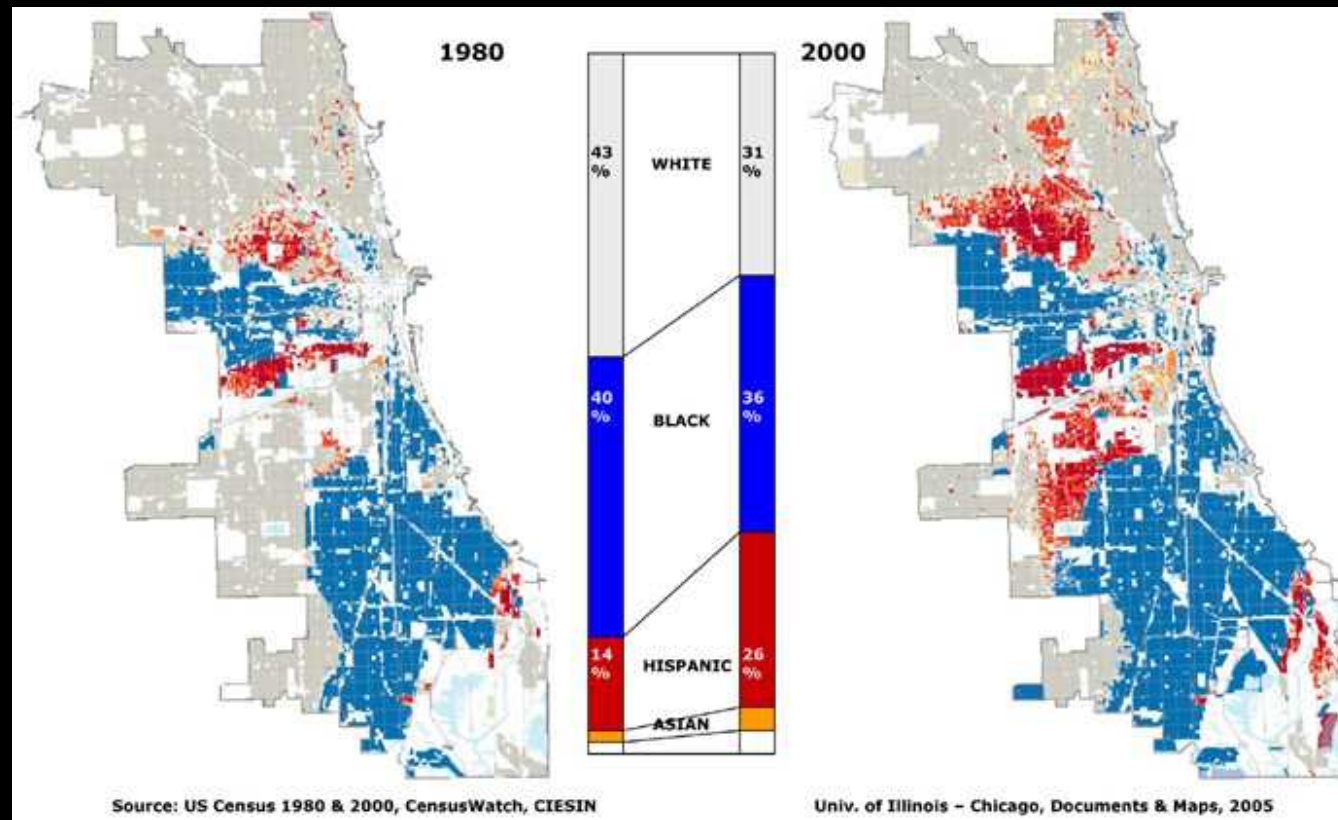 1980
2000
43
%
WHITE
31
%
40
%
BLACK
36
%
14
%
HISPANIC
26
%
ASIAN
Source: US Census 1980 & 2000, CensusWatch, CIESIN
Univ. of Illinois – Chicago, Documents & Maps, 2005